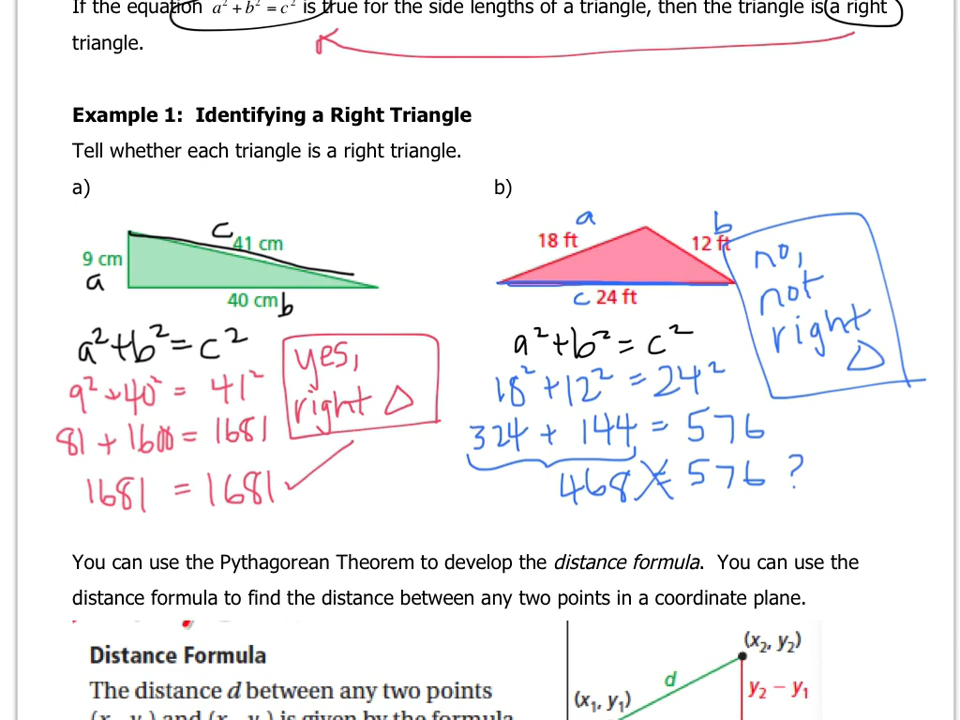 If the equation a² + b² = c² is true for the side lengths of a triangle, then the triangle is a right
triangle.
Example 1: Identifying a Right Triangle
Tell whether each triangle is a right triangle.
a)
c
41 cm
9 cm
a
40 cm b
a²+b²=c²
9²+40² = 41²
81 + 1600 = 1681
1681 = 1681 ✓
yes,
right △
b)
a
b
18 ft
12 ft
c 24 ft
a²+b²=c²
18²+12²=24²
324 + 144 = 576
468 ≠ 576 ?
no,
not
right
△
You can use the Pythagorean Theorem to develop the distance formula. You can use the
distance formula to find the distance between any two points in a coordinate plane.
Distance Formula
The distance d between any two points
(x₂, y₂)
d
(x₁, y₁)
y₂ − y₁